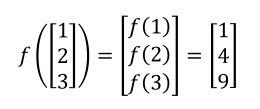 f([1 2 3]) = [f(1) f(2) f(3)] = [1 4 9]